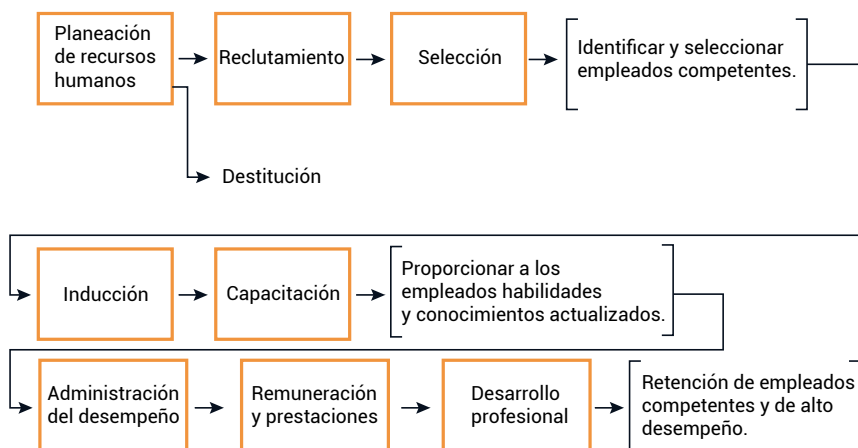 Planeación
de recursos
humanos
Reclutamiento
Selección
Identificar y seleccionar
empleados competentes.
Destitución
Inducción
Capacitación
Proporcionar a los
empleados habilidades
y conocimientos actualizados.
Administración
del desempeño
Remuneración
y prestaciones
Desarrollo
profesional
Retención de empleados
competentes y de alto
desempeño.